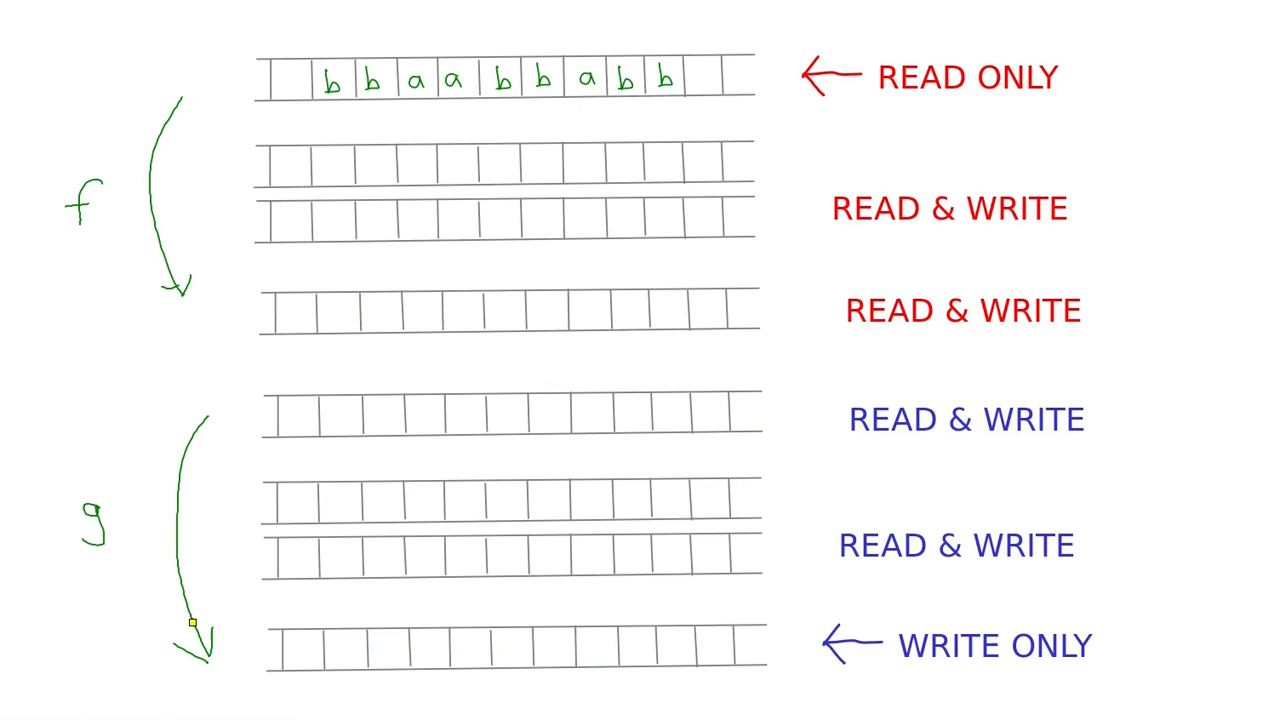 b b a a b b a b b ← READ ONLY
f READ & WRITE
READ & WRITE
READ & WRITE
g READ & WRITE
← WRITE ONLY